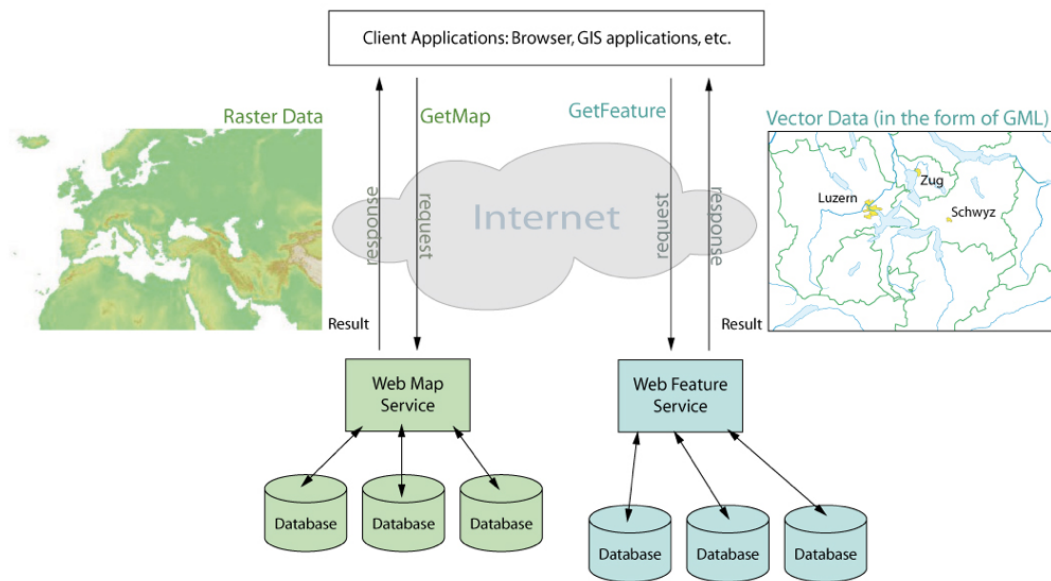 Client Applications: Browser, GIS applications, etc.
Raster Data
GetMap
GetFeature
Vector Data (in the form of GML)
Internet
response
request
request
response
Luzern
Zug
Schwyz
Result
Result
Web Map
Service
Web Feature
Service
Database
Database
Database
Database
Database
Database